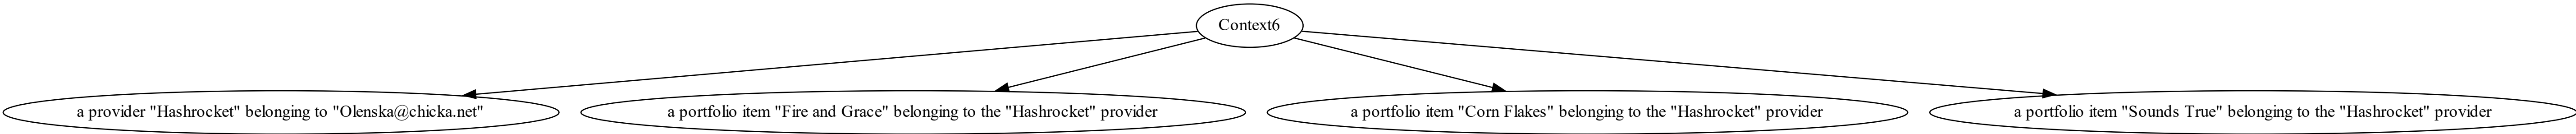 Context6
a provider "Hashrocket" belonging to "Olenska@chicka.net"
a portfolio item "Fire and Grace" belonging to the "Hashrocket" provider
a portfolio item "Corn Flakes" belonging to the "Hashrocket" provider
a portfolio item "Sounds True" belonging to the "Hashrocket" provider